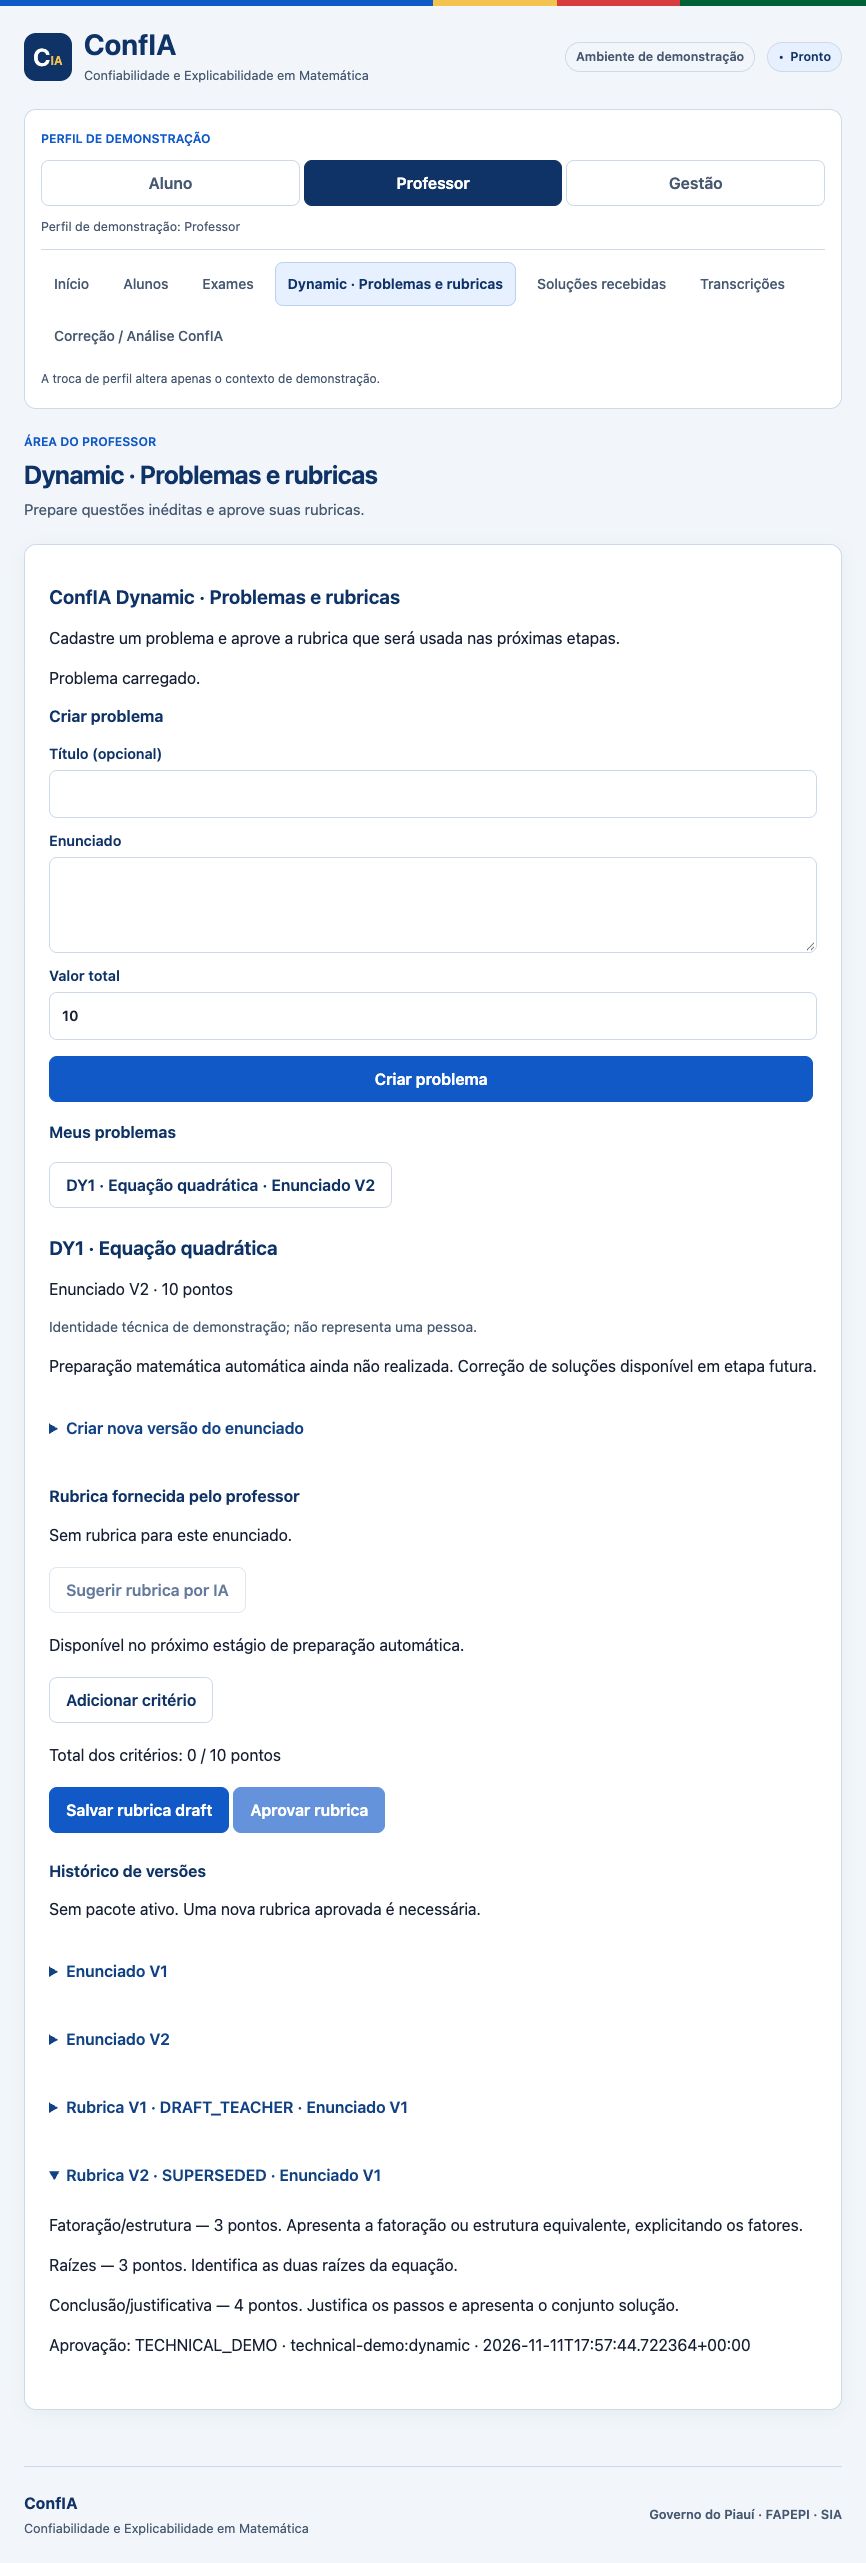 CIA
ConfIA
Confiabilidade e Explicabilidade em Matemática
Ambiente de demonstração
• Pronto
PERFIL DE DEMONSTRAÇÃO
Aluno
Professor
Gestão
Perfil de demonstração: Professor
Início
Alunos
Exames
Dynamic · Problemas e rubricas
Soluções recebidas
Transcrições
Correção / Análise ConfIA
A troca de perfil altera apenas o contexto de demonstração.
ÁREA DO PROFESSOR
Dynamic · Problemas e rubricas
Prepare questões inéditas e aprove suas rubricas.
ConfIA Dynamic · Problemas e rubricas
Cadastre um problema e aprove a rubrica que será usada nas próximas etapas.
Problema carregado.
Criar problema
Título (opcional)
Enunciado
Valor total
10
Criar problema
Meus problemas
DY1 · Equação quadrática · Enunciado V2
DY1 · Equação quadrática
Enunciado V2 · 10 pontos
Identidade técnica de demonstração; não representa uma pessoa.
Preparação matemática automática ainda não realizada. Correção de soluções disponível em etapa futura.
Criar nova versão do enunciado
Rubrica fornecida pelo professor
Sem rubrica para este enunciado.
Sugerir rubrica por IA
Disponível no próximo estágio de preparação automática.
Adicionar critério
Total dos critérios: 0 / 10 pontos
Salvar rubrica draft
Aprovar rubrica
Histórico de versões
Sem pacote ativo. Uma nova rubrica aprovada é necessária.
Enunciado V1
Enunciado V2
Rubrica V1 · DRAFT_TEACHER · Enunciado V1
Rubrica V2 · SUPERSEDED · Enunciado V1
Fatoração/estrutura — 3 pontos. Apresenta a fatoração ou estrutura equivalente, explicitando os fatores.
Raízes — 3 pontos. Identifica as duas raízes da equação.
Conclusão/justificativa — 4 pontos. Justifica os passos e apresenta o conjunto solução.
Aprovação: TECHNICAL_DEMO · technical-demo:dynamic · 2026-11-11T17:57:44.722364+00:00
ConfIA
Confiabilidade e Explicabilidade em Matemática
Governo do Piauí · FAPEPI · SIA